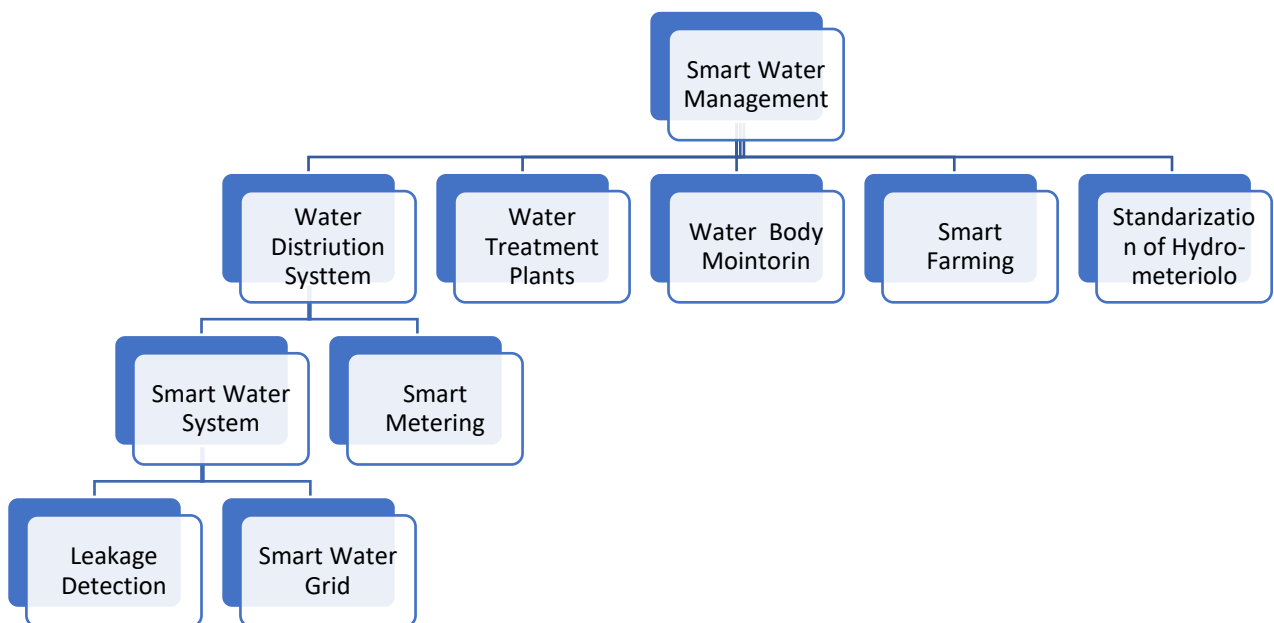 Smart Water
Management
Water
Distriution
Systtem
Water
Treatment
Plants
Water Body
Mointorin
Smart
Farming
Standarizatio
n of Hydro-
meteriolo
Smart Water
System
Smart
Metering
Leakage
Detection
Smart Water
Grid